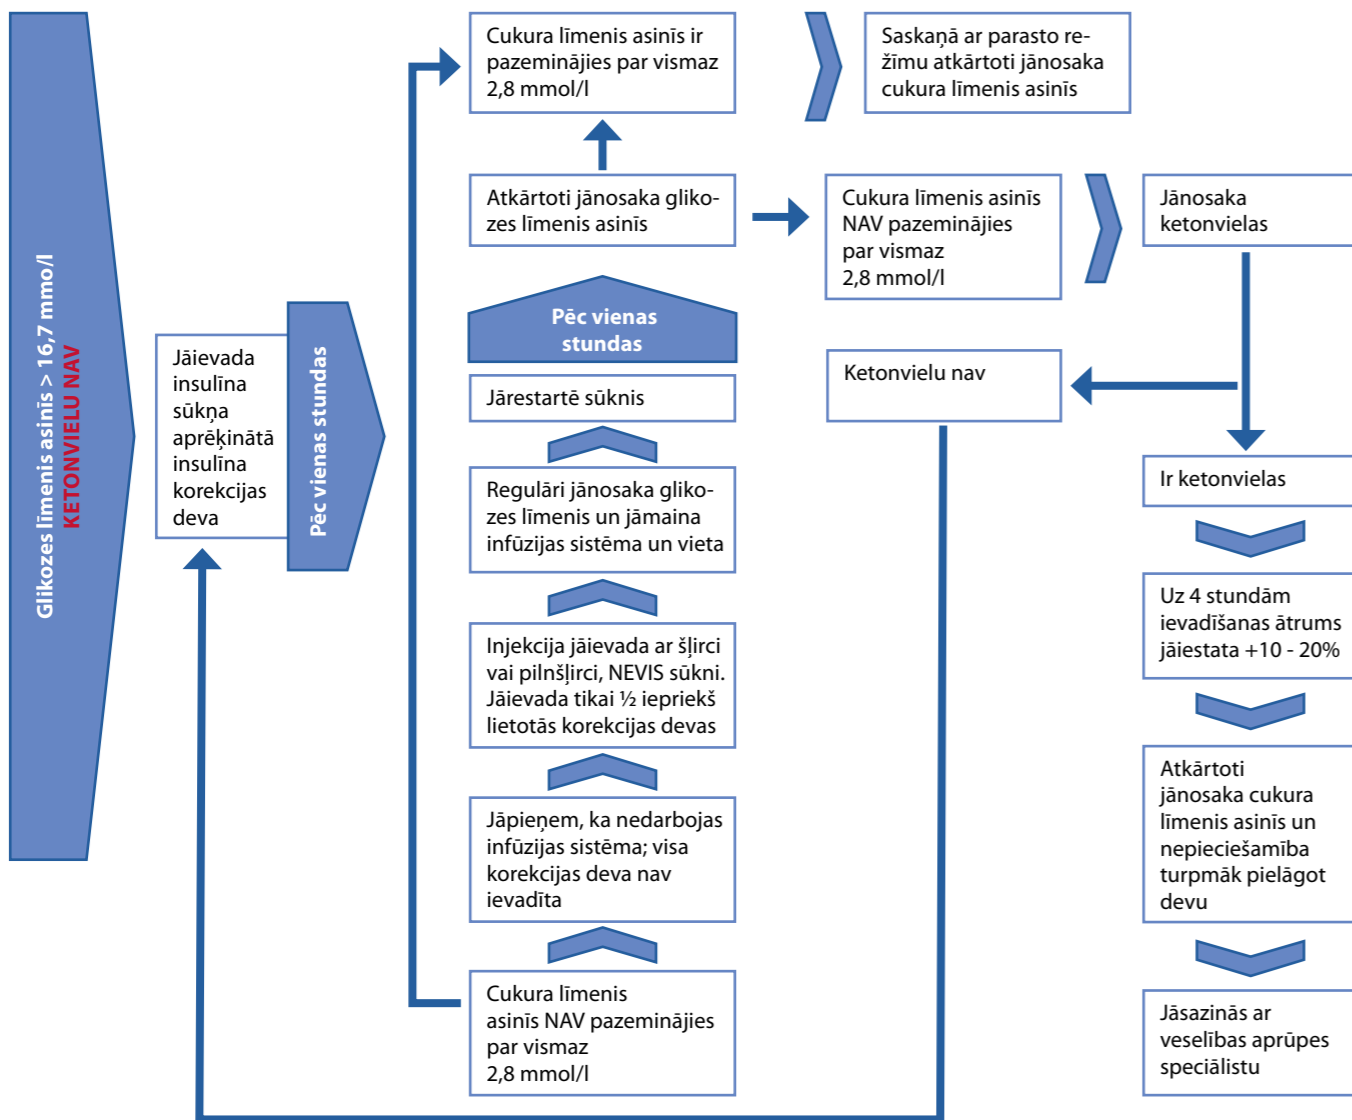 Glikozes līmenis asinīs > 16,7 mmo/l
KETONVIELU NAV
Jāievada
insulīna
sūkņa
aprēķinātā
insulīna
korekcijas
deva
Pēc vienas stundas
Cukura līmenis asinīs ir
pazeminājies par vismaz
2,8 mmol/l
Saskaņā ar parasto re-
žīmu atkārtoti jānosaka
cukura līmenis asinīs
Atkārtoti jānosaka gliko-
zes līmenis asinīs
Cukura līmenis asinīs
NAV pazeminājies
par vismaz
2,8 mmol/l
Jānosaka
ketonvielas
Pēc vienas
stundas
Jārestartē sūknis
Ketonvielu nav
Regulāri jānosaka gliko-
zes līmenis un jāmaina
infūzijas sistēma un vieta
Ir ketonvielas
Injekcija jāievada ar šļirci
vai pilnšļirci, NEVIS sūkni.
Jāievada tikai ½ iepriekš
lietotās korekcijas devas
Uz 4 stundām
ievadīšanas ātrums
jāiestata +10 - 20%
Jāpieņem, ka nedarbojas
infūzijas sistēma; visa
korekcijas deva nav
ievadīta
Atkārtoti
jānosaka cukura
līmenis asinīs un
nepieciešamība
turpmāk pielāgot
devu
Cukura līmenis
asinīs NAV pazeminājies
par vismaz
2,8 mmol/l
Jāsazinās ar
veselības aprūpes
speciālistu